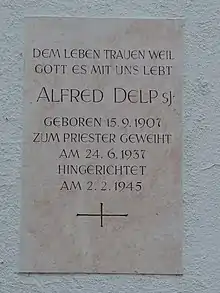 DEM LEBEN TRAUEN WEIL
GOTT ES MIT UNS LEBT
ALFRED DELP SJ.
GEBOREN 15.9.1907
ZUM PRIESTER GEWEIHT
AM 24.6.1937
HINGERICHTET
AM 2.2.1945